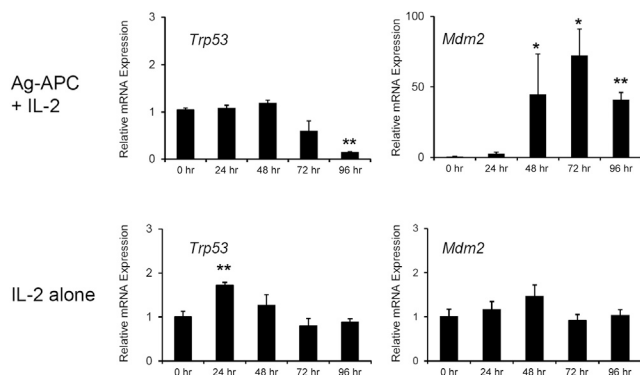 Ag-APC
+ IL-2
Relative mRNA Expression
3
2
1
0
Trp53
**
0 hr 24 hr 48 hr 72 hr 96 hr
Relative mRNA Expression
100
50
0
Mdm2
* * **
0 hr 24 hr 48 hr 72 hr 96 hr
IL-2 alone
Relative mRNA Expression
3
2
1
0
Trp53
**
0 hr 24 hr 48 hr 72 hr 96 hr
Relative mRNA Expression
3
2
1
0
Mdm2
0 hr 24 hr 48 hr 72 hr 96 hr